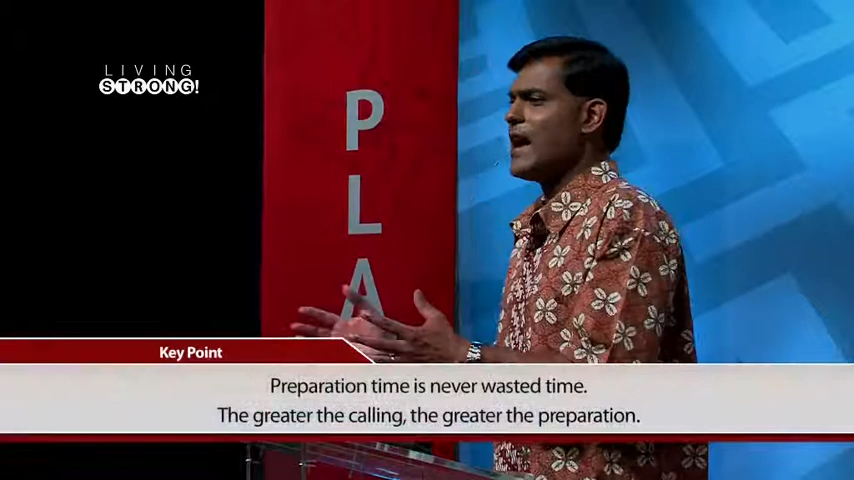 LIVING
STRONG!
P
L
A
Key Point
Preparation time is never wasted time.
The greater the calling, the greater the preparation.